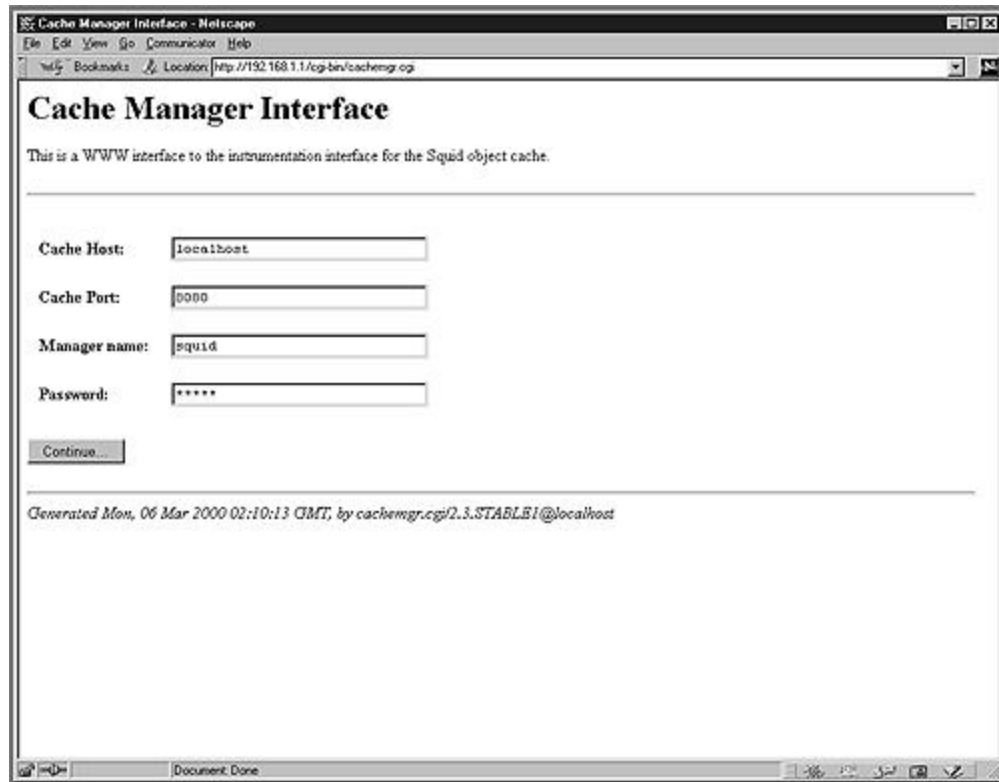 Cache Manager Interface - Netscape
File Edit View Go Communicator Help
Bookmarks Location: http://192.168.1.1/cgi-bin/cachemgr.cgi
Cache Manager Interface
This is a WWW interface to the instrumentation interface for the Squid object cache.
Cache Host: localhost
Cache Port: 8080
Manager name: squid
Password: *****
Continue...
Generated Mon, 06 Mar 2000 02:10:13 GMT, by cachemgr.cgi/2.3.STABLE1@localhost
Document: Done